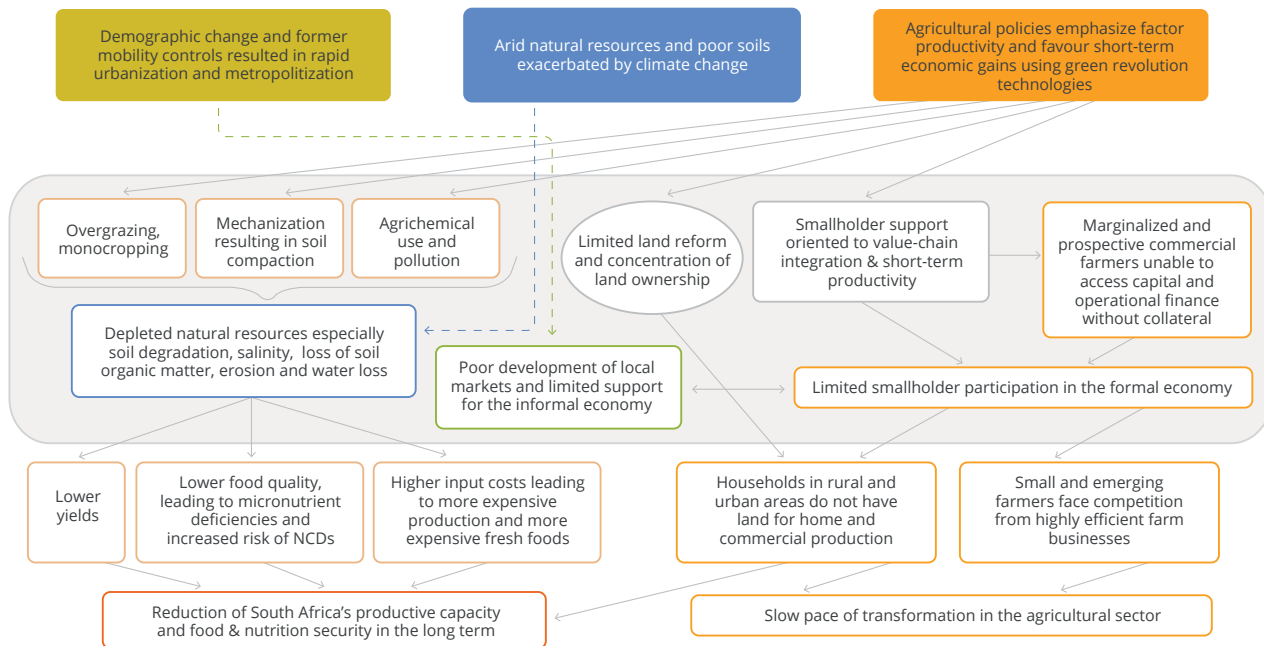 Demographic change and former
mobility controls resulted in rapid
urbanization and metropolitization
Arid natural resources and poor soils
exacerbated by climate change
Agricultural policies emphasize factor
productivity and favour short-term
economic gains using green revolution
technologies
Overgrazing,
monocropping
Mechanization
resulting in soil
compaction
Agrichemical
use and
pollution
Limited land reform
and concentration of
land ownership
Smallholder support
oriented to value-chain
integration & short-term
productivity
Marginalized and
prospective commercial
farmers unable to
access capital and
operational finance
without collateral
Depleted natural resources especially
soil degradation, salinity, loss of soil
organic matter, erosion and water loss
Poor development of local
markets and limited support
for the informal economy
Limited smallholder participation in the formal economy
Lower
yields
Lower food quality,
leading to micronutrient
deficiencies and
increased risk of NCDs
Higher input costs leading
to more expensive
production and more
expensive fresh foods
Households in rural and
urban areas do not have
land for home and
commercial production
Small and emerging
farmers face competition
from highly efficient farm
businesses
Reduction of South Africa's productive capacity
and food & nutrition security in the long term
Slow pace of transformation in the agricultural sector